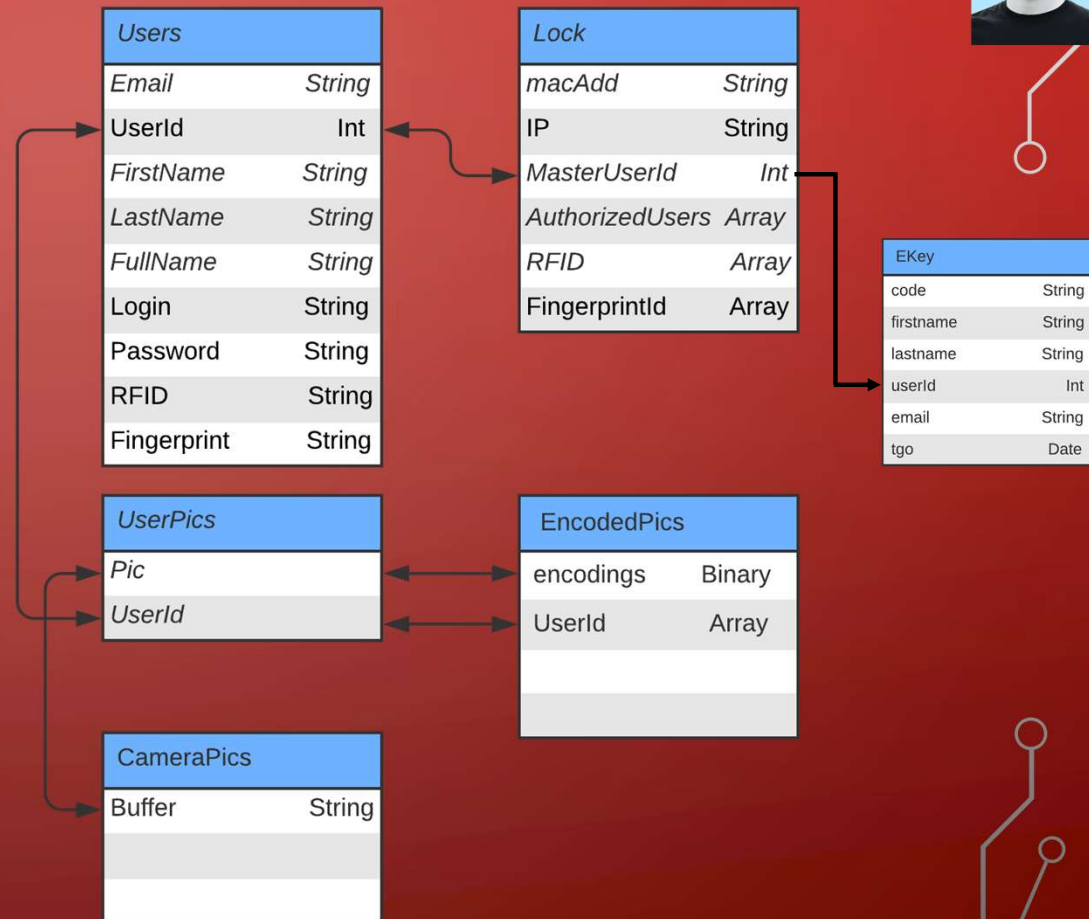 Users
Email String
UserId Int
FirstName String
LastName String
FullName String
Login String
Password String
RFID String
Fingerprint String
Lock
macAdd String
IP String
MasterUserId Int
AuthorizedUsers Array
RFID Array
FingerprintId Array
EKey
code String
firstname String
lastname String
userId Int
email String
tgo Date
UserPics
Pic
UserId
EncodedPics
encodings Binary
UserId Array
CameraPics
Buffer String